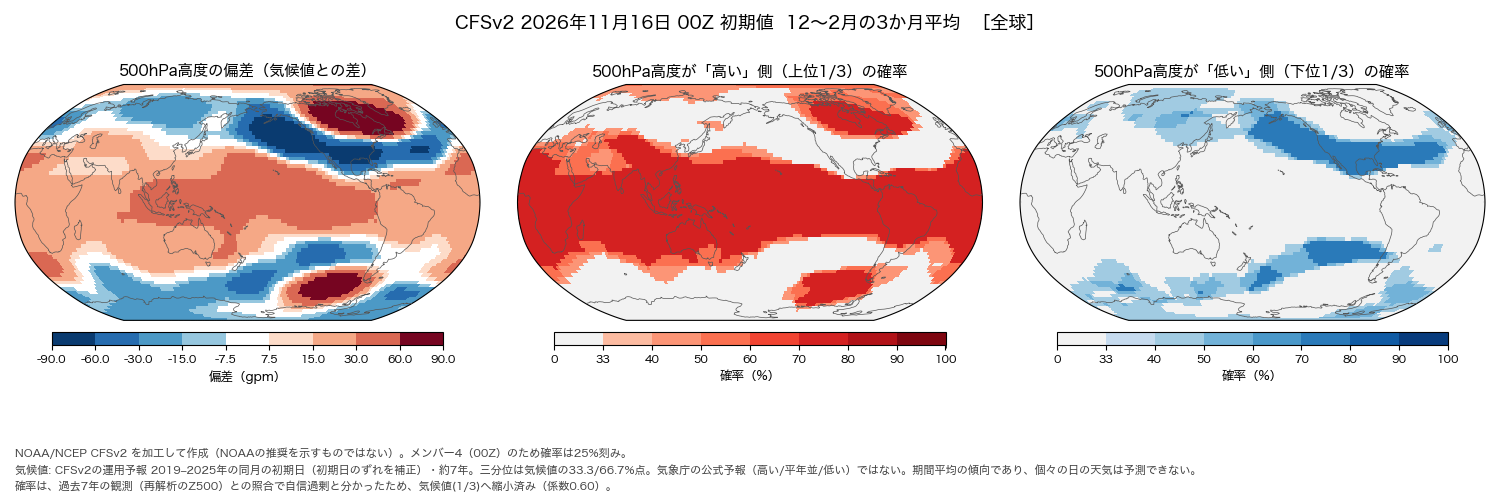 CFSv2 2026年11月16日 00Z 初期値 12〜2月の3か月平均 ［全球］
500hPa高度の偏差（気候値との差）
500hPa高度が「高い」側（上位1/3）の確率
500hPa高度が「低い」側（下位1/3）の確率
-90.0 -60.0 -30.0 -15.0 -7.5 7.5 15.0 30.0 60.0 90.0
偏差（gpm）
0 33 40 50 60 70 80 90 100
確率（%）
0 33 40 50 60 70 80 90 100
確率（%）
NOAA/NCEP CFSv2 を加工して作成（NOAAの推奨を示すものではない）。メンバー4（00Z）のため確率は25%刻み。
気候値: CFSv2の運用予報 2019–2025年の同月の初期日（初期日のずれを補正）・約7年。三分位は気候値の33.3/66.7%点。気象庁の公式予報（高い/平年並/低い）ではない。期間平均の傾向であり、個々の日の天気は予測できない。
確率は、過去7年の観測（再解析のZ500）との照合で自信過剰と分かったため、気候値(1/3)へ縮小済み（係数0.60）。